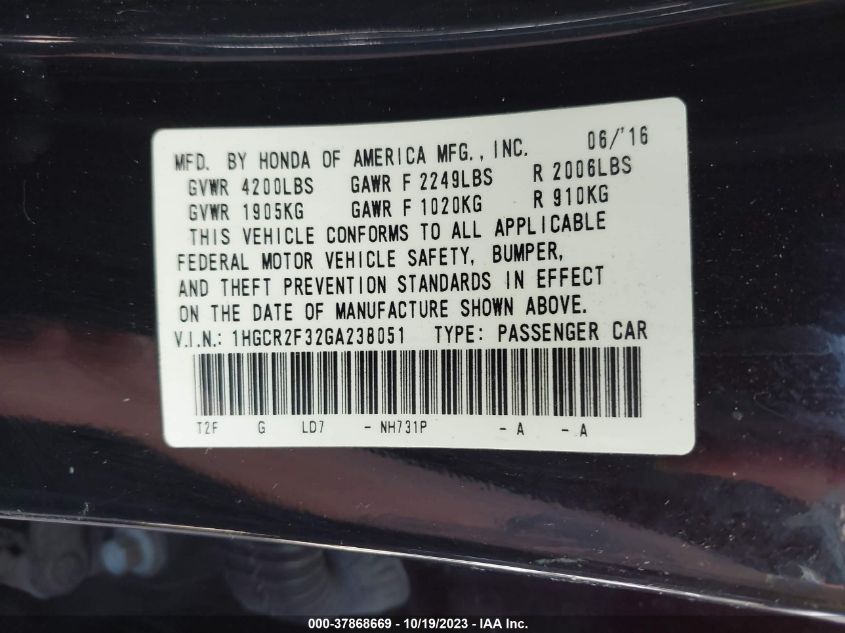 MFD. BY HONDA OF AMERICA MFG., INC. 06/'16
GVWR 4200LBS GAWR F 2249LBS R 2006LBS
GVWR 1905KG GAWR F 1020KG R 910KG
THIS VEHICLE CONFORMS TO ALL APPLICABLE
FEDERAL MOTOR VEHICLE SAFETY, BUMPER,
AND THEFT PREVENTION STANDARDS IN EFFECT
ON THE DATE OF MANUFACTURE SHOWN ABOVE.
V.I.N.: 1HGCR2F32GA238051 TYPE: PASSENGER CAR
T2F G LD7 - NH731P - A - A
000-37868669 - 10/19/2023 - IAA Inc.